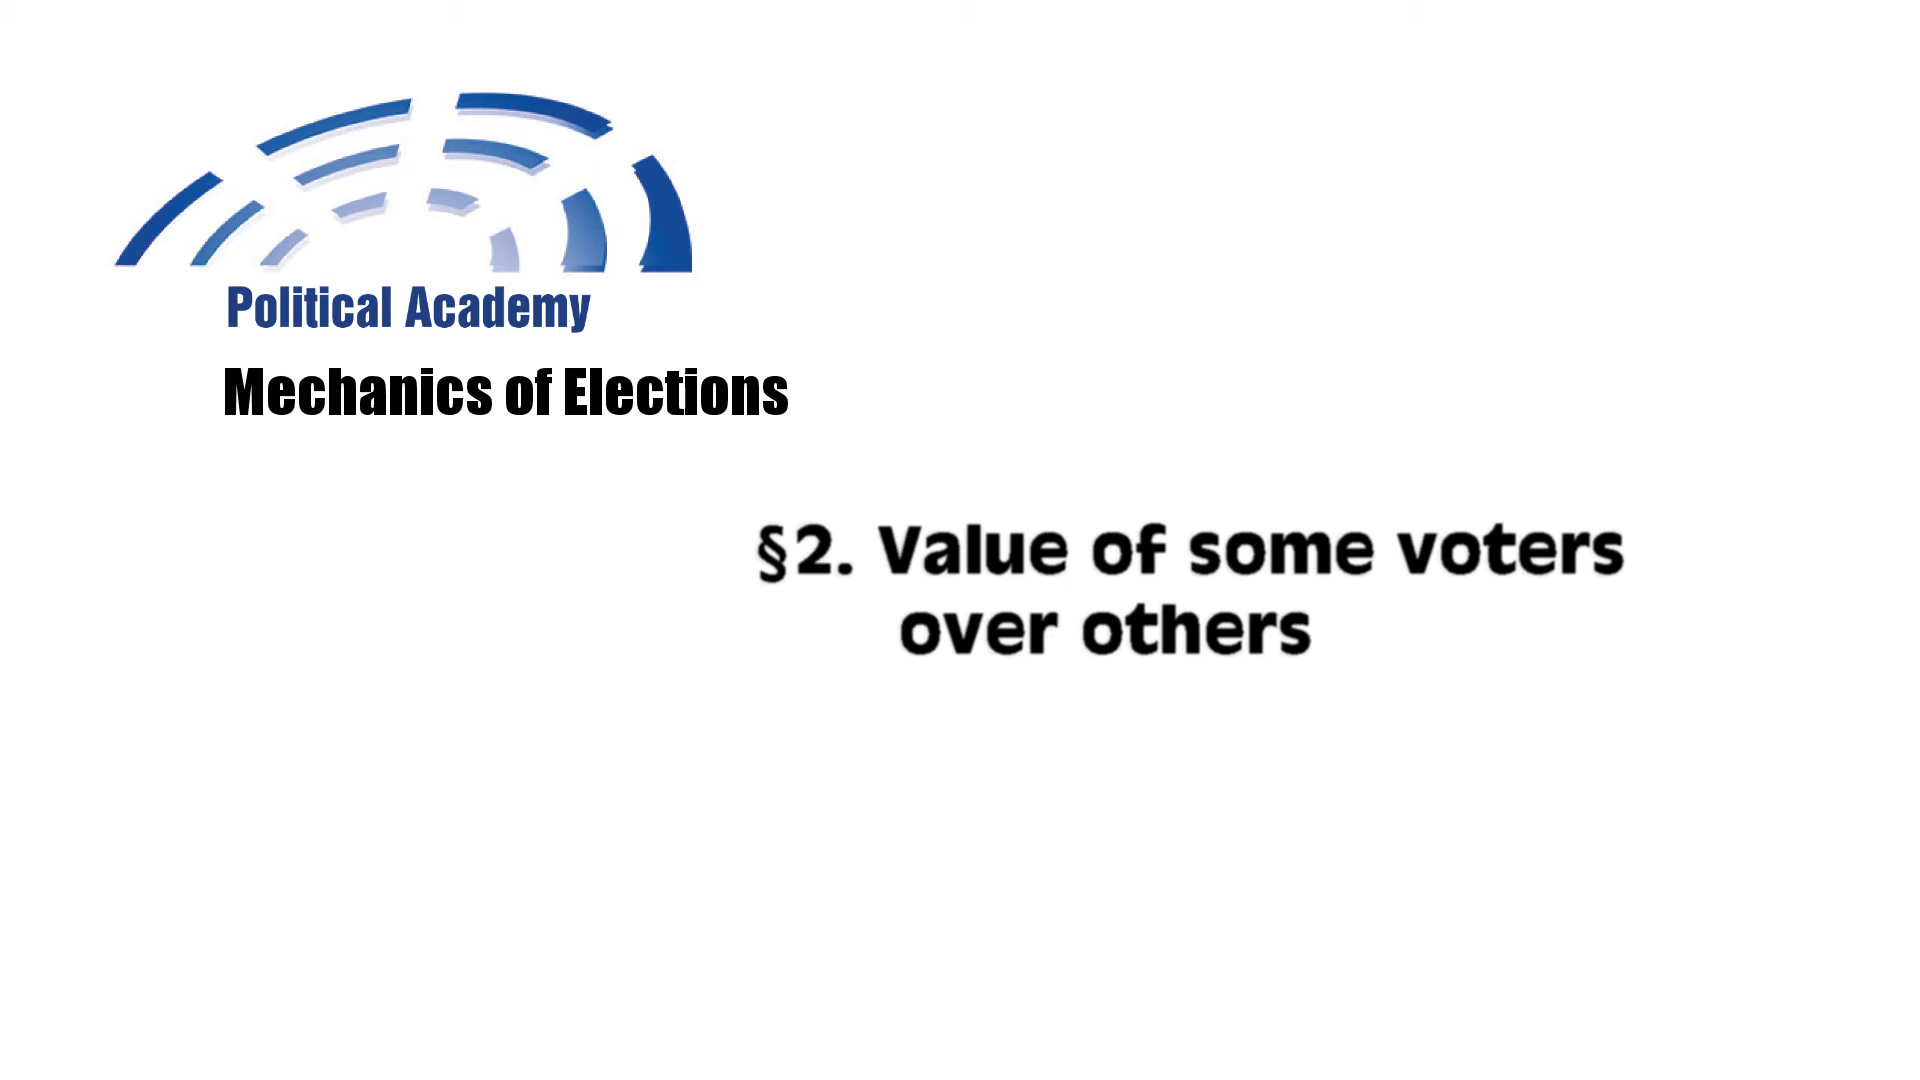 Political Academy
Mechanics of Elections
§2. Value of some voters
over others